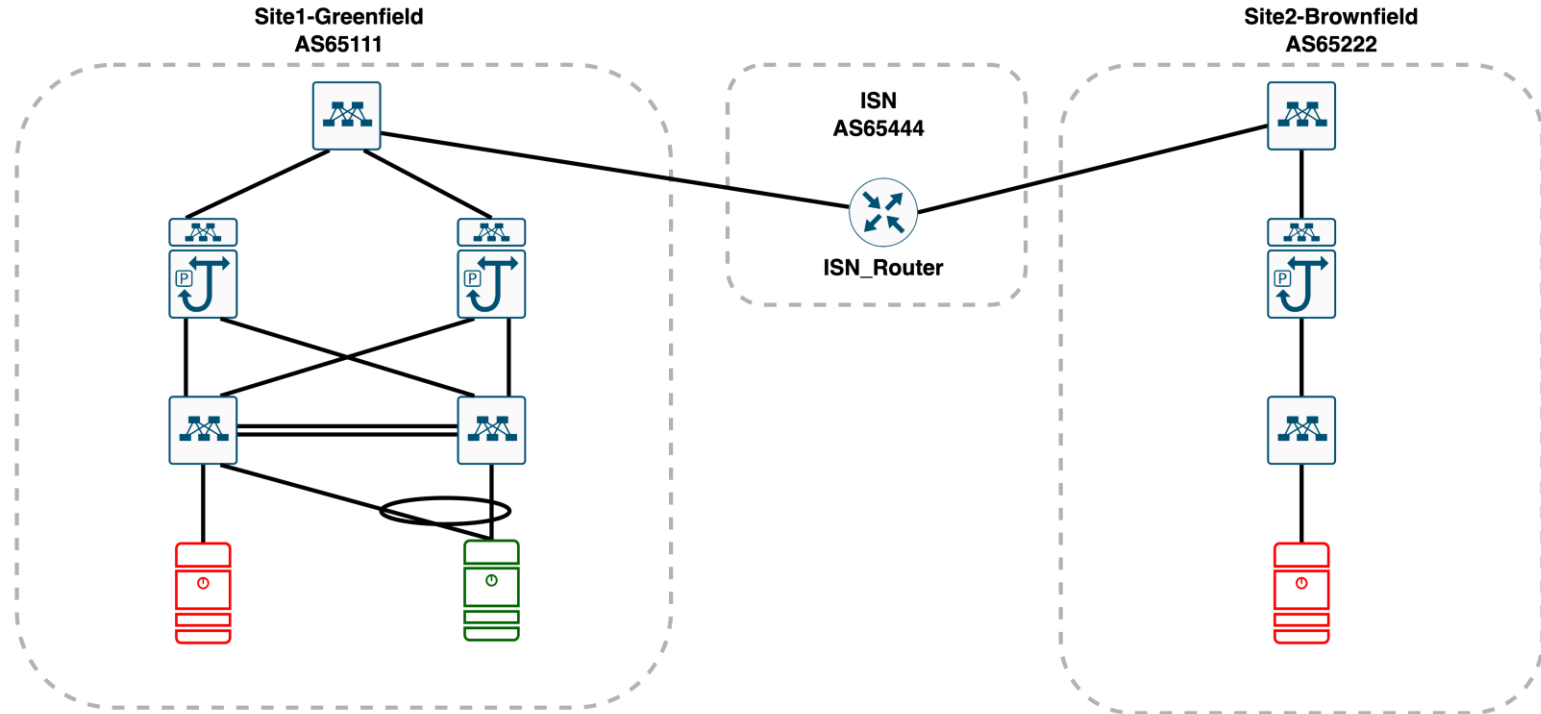 Site1-Greenfield
AS65111
Site2-Brownfield
AS65222
ISN
AS65444
ISN_Router
P
P
P